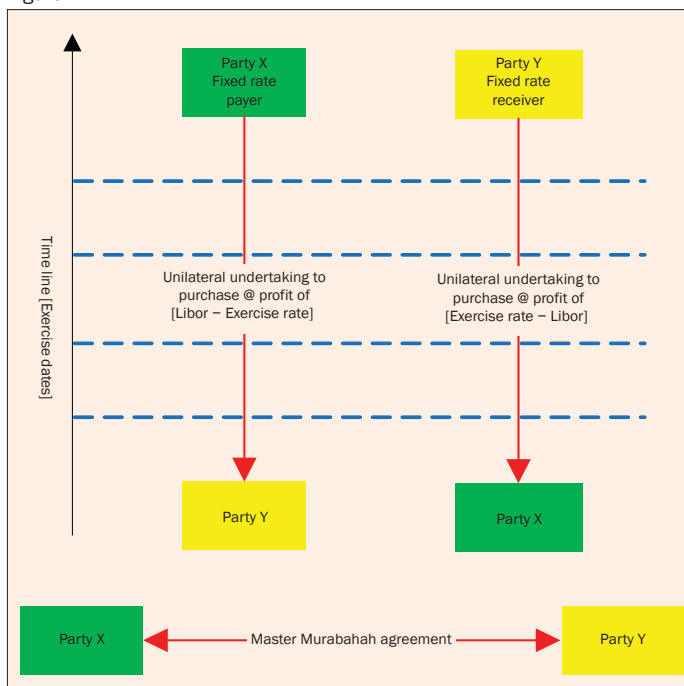 Party X
Fixed rate
payer
Party Y
Fixed rate
receiver
Time line [Exercise dates]
Unilateral undertaking to
purchase @ profit of
[Libor – Exercise rate]
Unilateral undertaking to
purchase @ profit of
[Exercise rate – Libor]
Party Y
Party X
Party X
Master Murabahah agreement
Party Y